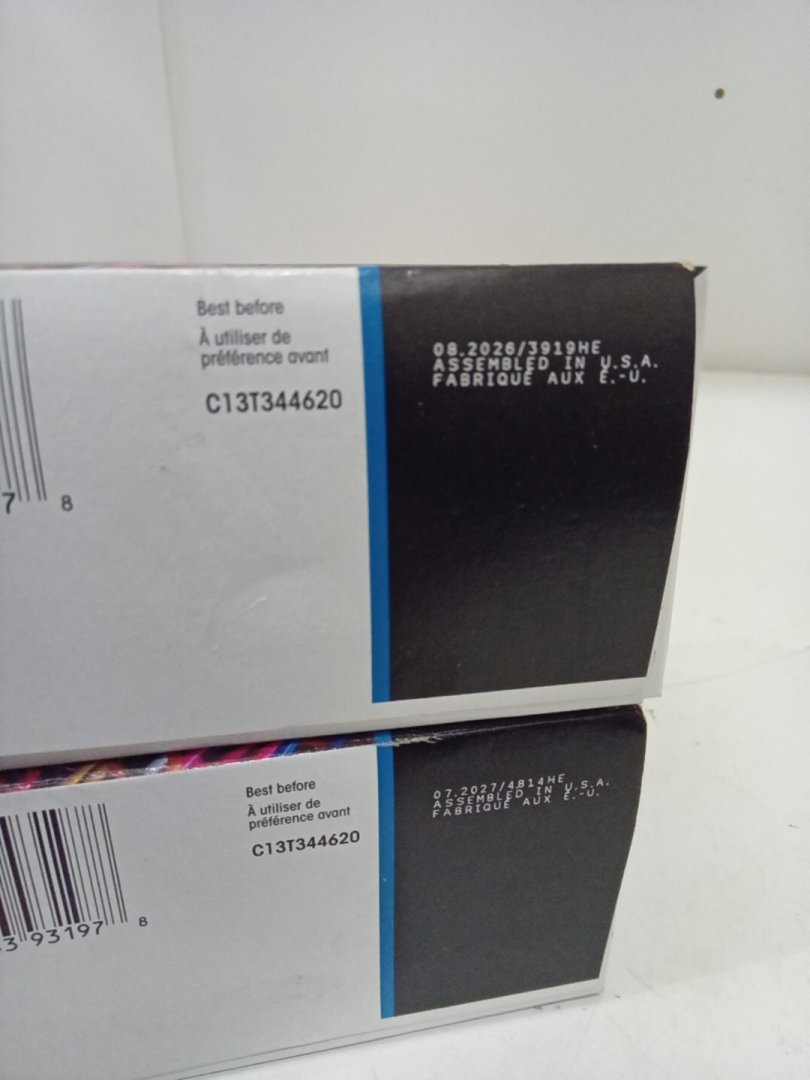 Best before
À utiliser de
préférence avant
C13T344620
7 8
08.2026/3919HE
ASSEMBLED IN U.S.A.
FABRIQUÉ AUX É.-U.
Best before
À utiliser de
préférence avant
C13T344620
3 93197 8
07.2027/4B14HE
ASSEMBLED IN U.S.A.
FABRIQUÉ AUX É.-U.